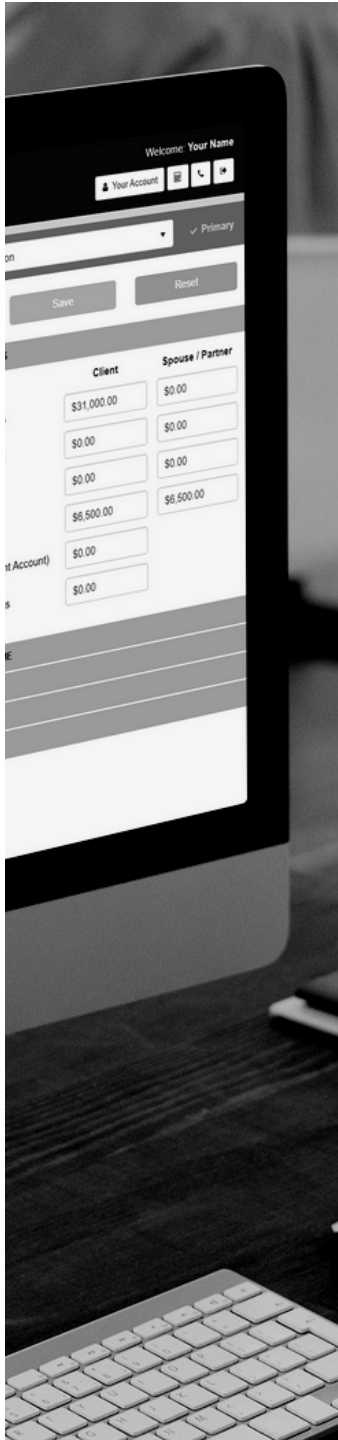 Welcome: Your Name
Your Account
on
Primary
Save
Reset
S
Client Spouse / Partner
$31,000.00 $0.00
$0.00 $0.00
$0.00 $0.00
$6,500.00 $6,500.00
nt Account) $0.00
s $0.00
E